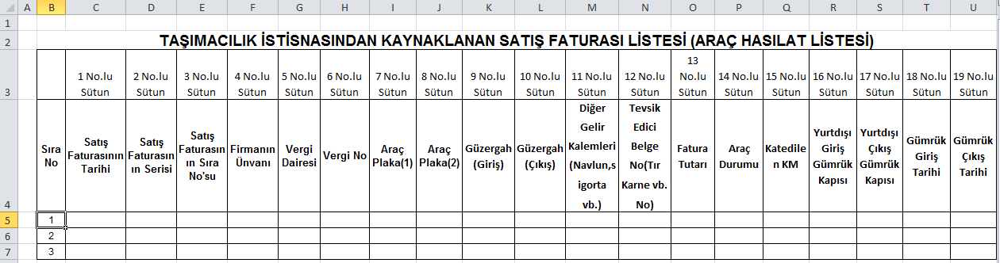 A B C D E F G H I J K L M N O P Q R S T U
1
2 TAŞIMACILIK İSTİSNASINDAN KAYNAKLANAN SATIŞ FATURASI LİSTESİ (ARAÇ HASILAT LİSTESİ)
3 1 No.lu Sütun 2 No.lu Sütun 3 No.lu Sütun 4 No.lu Sütun 5 No.lu Sütun 6 No.lu Sütun 7 No.lu Sütun 8 No.lu Sütun 9 No.lu Sütun 10 No.lu Sütun 11 No.lu Sütun 12 No.lu Sütun 13 No.lu Sütun 14 No.lu Sütun 15 No.lu Sütun 16 No.lu Sütun 17 No.lu Sütun 18 No.lu Sütun 19 No.lu Sütun
4
Sıra
No
Satış
Faturasının
Tarihi
Satış
Faturasın
ın Serisi
Satış
Faturasın
ın Sıra
No'su
Firmanın
Ünvanı
Vergi
Dairesi
Vergi No
Araç
Plaka(1)
Araç
Plaka(2)
Güzergah
(Giriş)
Güzergah
(Çıkış)
Diğer
Gelir
Kalemleri
(Navlun,s
igorta
vb.)
Tevsik
Edici
Belge
No(Tır
Karne vb.
No)
Fatura
Tutarı
Araç
Durumu
Katedile
n KM
Yurtdışı
Giriş
Gümrük
Kapısı
Yurtdışı
Çıkış
Gümrük
Kapısı
Gümrük
Giriş
Tarihi
Gümrük
Çıkış
Tarihi
5 1
6 2
7 3